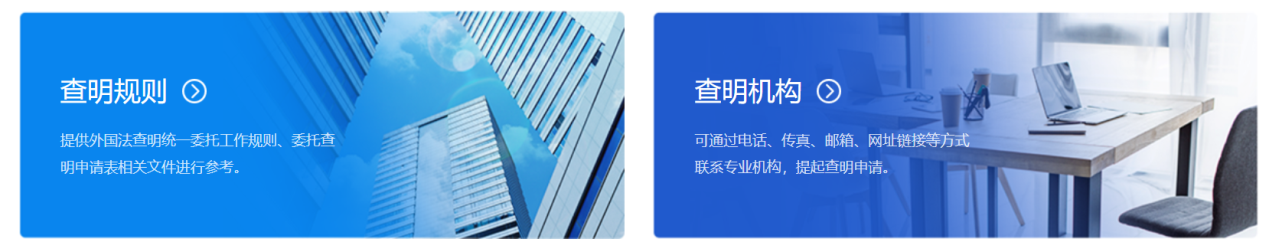 查明规则
提供外国法查明统一委托工作规则、委托查
明申请表相关文件进行参考。
查明机构
可通过电话、传真、邮箱、网址链接等方式
联系专业机构，提起查明申请。